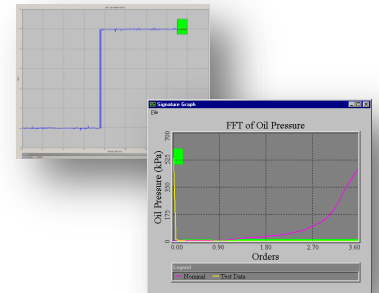 Signature Graph
File
FFT of Oil Pressure
Oil Pressure (kPa)
700
525
350
175
0
0.00 0.90 1.80 2.70 3.60
Orders
Legend
Nominal Test Data